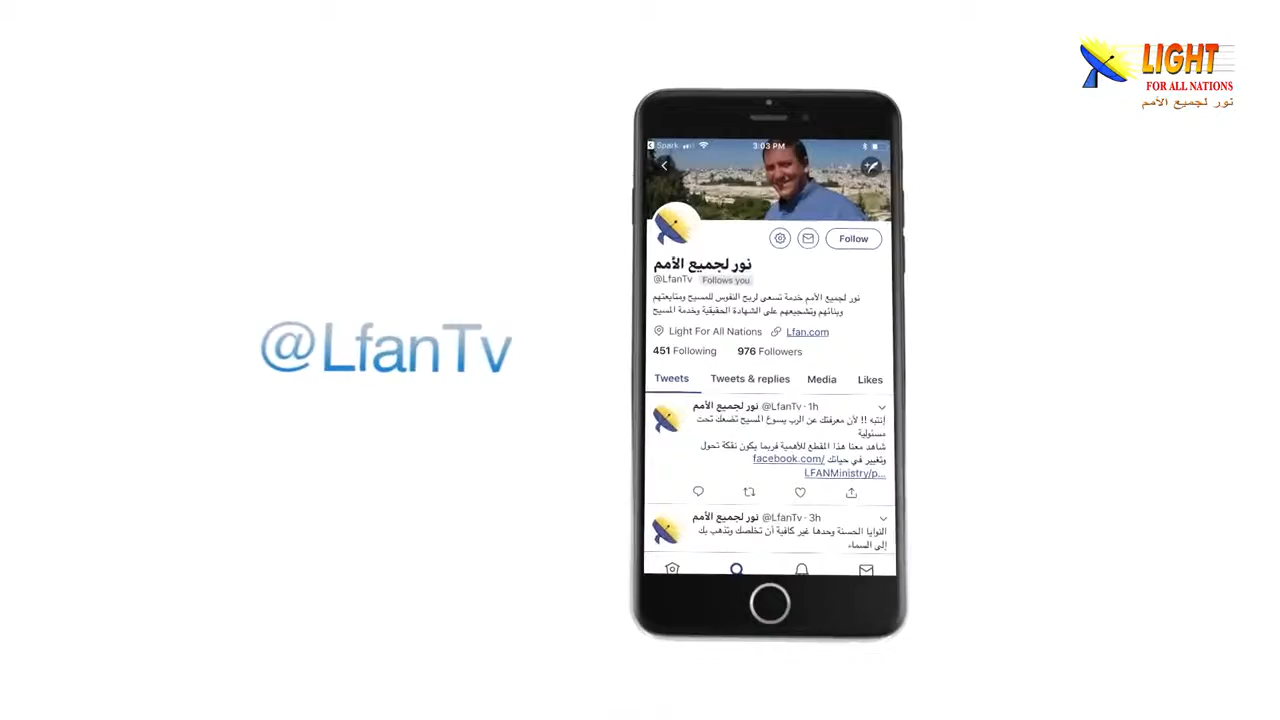 LIGHT
FOR ALL NATIONS
نور لجميع الأمم
@LfanTv
Spark
3:03 PM
Follow
نور لجميع الأمم
@LfanTv Follows you
نور لجميع الأمم خدمة تسعى لربح النفوس للمسيح ومتابعتهم
وبنائهم وتشجيعهم على الشهادة الحقيقية وخدمة المسيح
Light For All Nations Lfan.com
451 Following 976 Followers
Tweets Tweets & replies Media Likes
نور لجميع الأمم @LfanTv · 1h
إنتبه !! لأن معرفتك عن الرب يسوع المسيح تضعك تحت
مسئولية
شاهد معنا هذا المقطع للأهمية فربما يكون نقكة تحول
وتغيير في حياتك facebook.com/
LFANMinistry/p...
نور لجميع الأمم @LfanTv · 3h
النوايا الحسنة وحدها غير كافية أن تخلصك وتذهب بك
إلى السماء